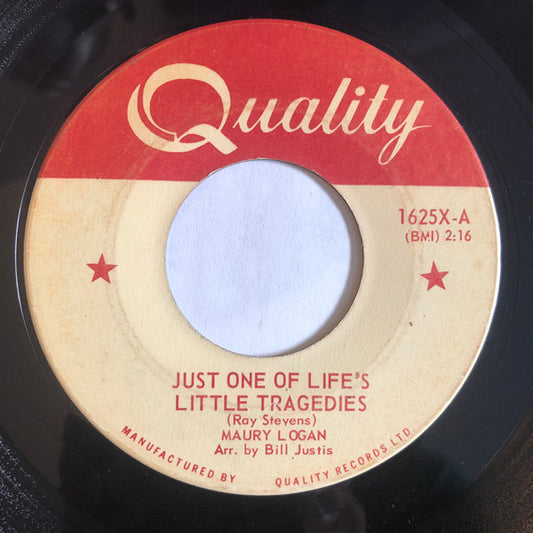 Quality
1625X-A
(BMI) 2:16
JUST ONE OF LIFE'S
LITTLE TRAGEDIES
(Ray Stevens)
MAURY LOGAN
Arr. by Bill Justis
MANUFACTURED BY QUALITY RECORDS LTD